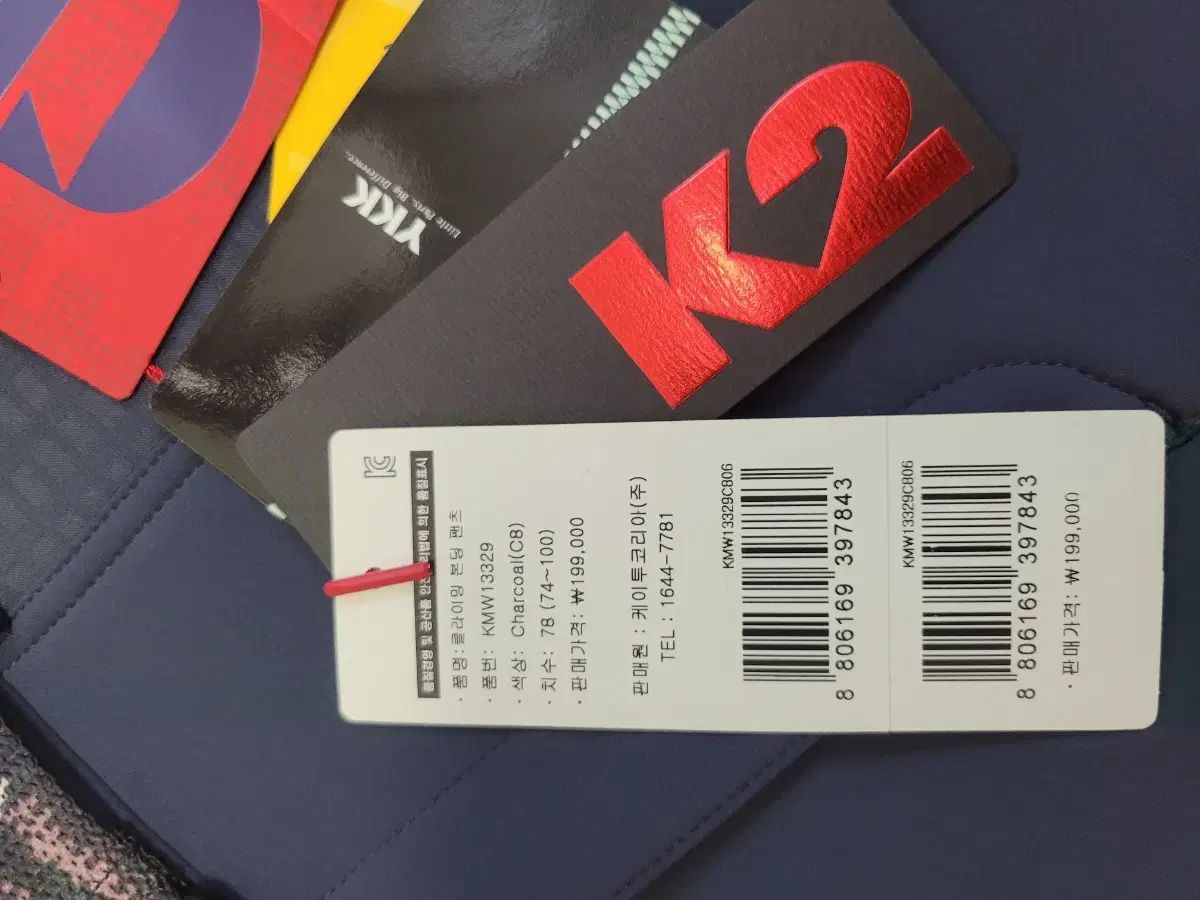 K2
YKK
Little Parts. Big Difference.
KC
품질경영 및 공산품 안전관리법에 의한 품질표시
· 품명:클라이밍 본딩 팬츠
· 품번: KMW13329
· 색상: Charcoal(C8)
· 치수: 78 (74~100)
· 판매가격: ₩199,000
판매원 : 케이투코리아(주)
TEL : 1644-7781
KMW13329C806
8 806169 397843
KMW13329C806
8 806169 397843
· 판매가격: ₩199,000